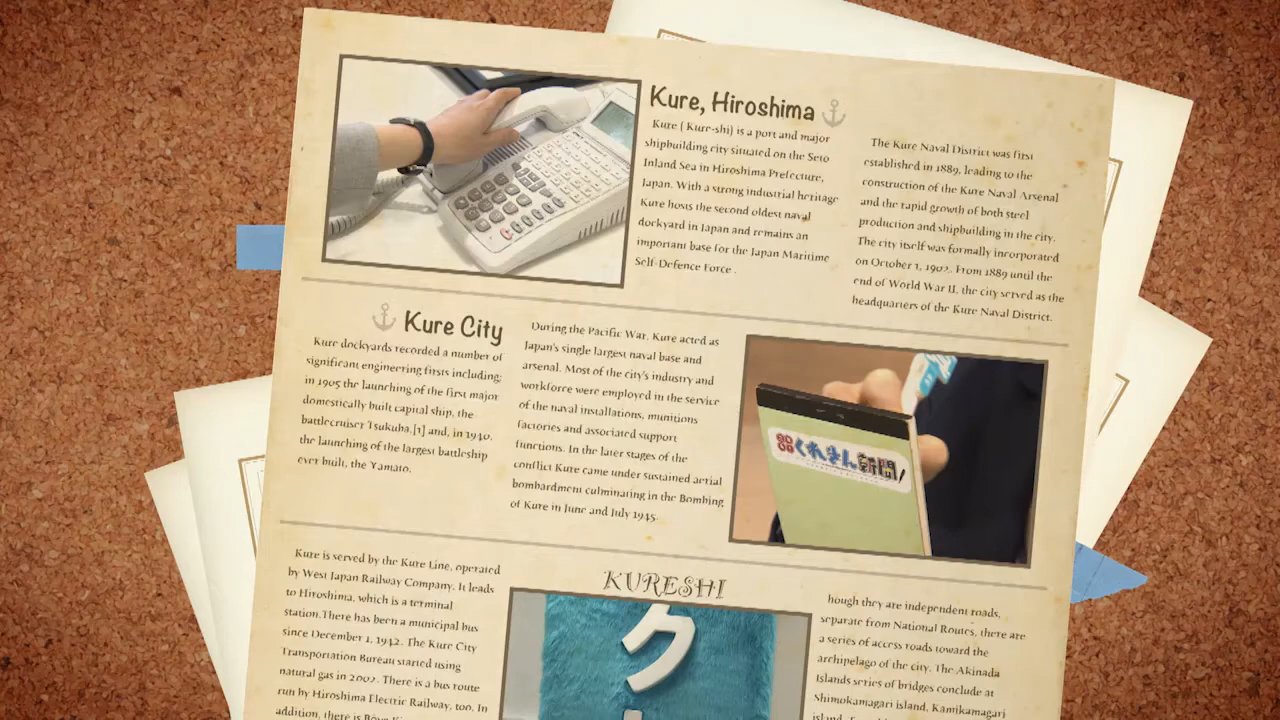 Kure, Hiroshima
Kure ( Kure-shi) is a port and major
shipbuilding city situated on the Seto
Inland Sea in Hiroshima Prefecture,
Japan. With a strong industrial heritage
Kure hosts the second oldest naval
dockyard in Japan and remains an
important base for the Japan Maritime
Self-Defence Force .
The Kure Naval District was first
established in 1889, leading to the
construction of the Kure Naval Arsenal
and the rapid growth of both steel
production and shipbuilding in the city.
The city itself was formally incorporated
on October 1, 1902. From 1889 until the
end of World War II, the city served as the
headquarters of the Kure Naval District.
Kure City
Kure dockyards recorded a number of
significant engineering firsts including;
in 1905 the launching of the first major
domestically built capital ship, the
battlecruiser Tsukuba,[1] and, in 1940,
the launching of the largest battleship
ever built, the Yamato.
During the Pacific War, Kure acted as
Japan's single largest naval base and
arsenal. Most of the city's industry and
workforce were employed in the service
of the naval installations, munitions
factories and associated support
functions. In the later stages of the
conflict Kure came under sustained aerial
bombardment culminating in the Bombing
of Kure in June and July 1945.
くれきん新聞!
Kure is served by the Kure Line, operated
by West Japan Railway Company. It leads
to Hiroshima, which is a terminal
station.There has been a municipal bus
since December 1, 1942. The Kure City
Transportation Bureau started using
natural gas in 2002. There is a bus route
run by Hiroshima Electric Railway, too. In
addition, there is
KURESHI
ク
hough they are independent roads,
separate from National Routes, there are
a series of access roads toward the
archipelago of the city. The Akinada
Islands series of bridges conclude at
Shimokamagari island, Kamikamagari